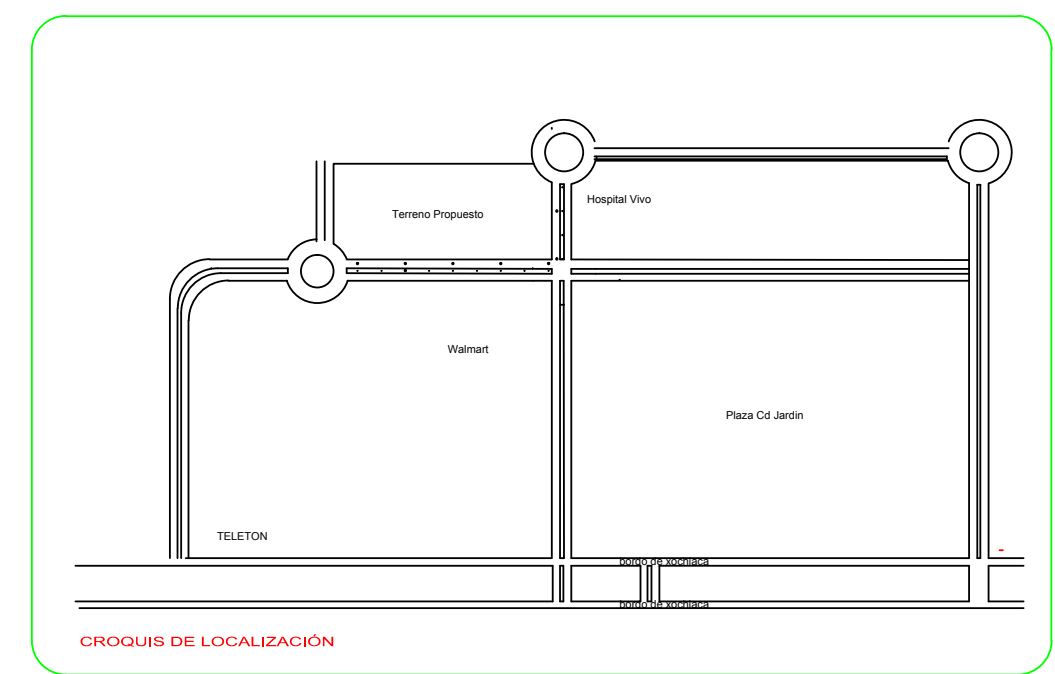 Hospital Vivo
Terreno Propuesto
Walmart
Plaza Cd Jardin
TELETON
bordo de xochiaca
bordo de xochiaca
CROQUIS DE LOCALIZACIÓN